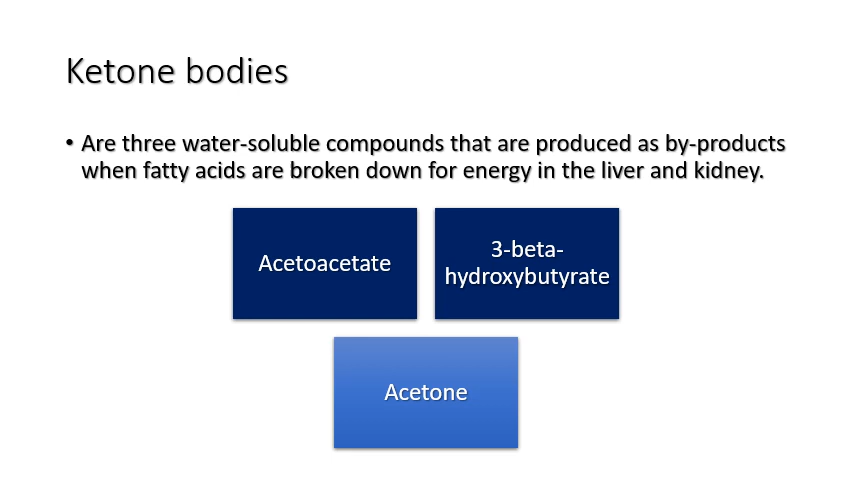 Ketone bodies
• Are three water-soluble compounds that are produced as by-products
when fatty acids are broken down for energy in the liver and kidney.
Acetoacetate
3-beta-
hydroxybutyrate
Acetone